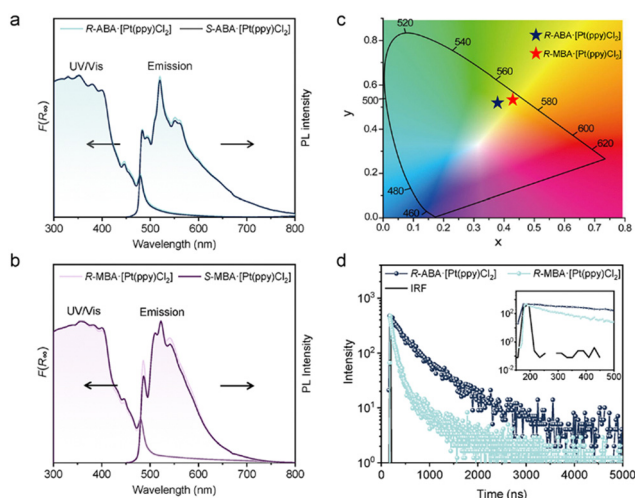 a
R-ABA·[Pt(ppy)Cl₂] S-ABA·[Pt(ppy)Cl₂]
UV/Vis Emission
F(R∞)
PL intensity
300 400 500 600 700 800
Wavelength (nm)
b
R-MBA·[Pt(ppy)Cl₂] S-MBA·[Pt(ppy)Cl₂]
UV/Vis Emission
F(R∞)
PL Intensity
300 400 500 600 700 800
Wavelength (nm)
c
R-ABA·[Pt(ppy)Cl₂]
R-MBA·[Pt(ppy)Cl₂]
520
540
560
500
580
600
620
480
460
y
0.8
0.6
0.4
0.2
0.0
0.0 0.1 0.2 0.3 0.4 0.5 0.6 0.7 0.8
x
d
R-ABA·[Pt(ppy)Cl₂] R-MBA·[Pt(ppy)Cl₂]
IRF
Intensity
10³
10²
10¹
10⁰
10⁴
10²
10⁰
10⁻²
200 300 400 500
0 1000 2000 3000 4000 5000
Time (ns)